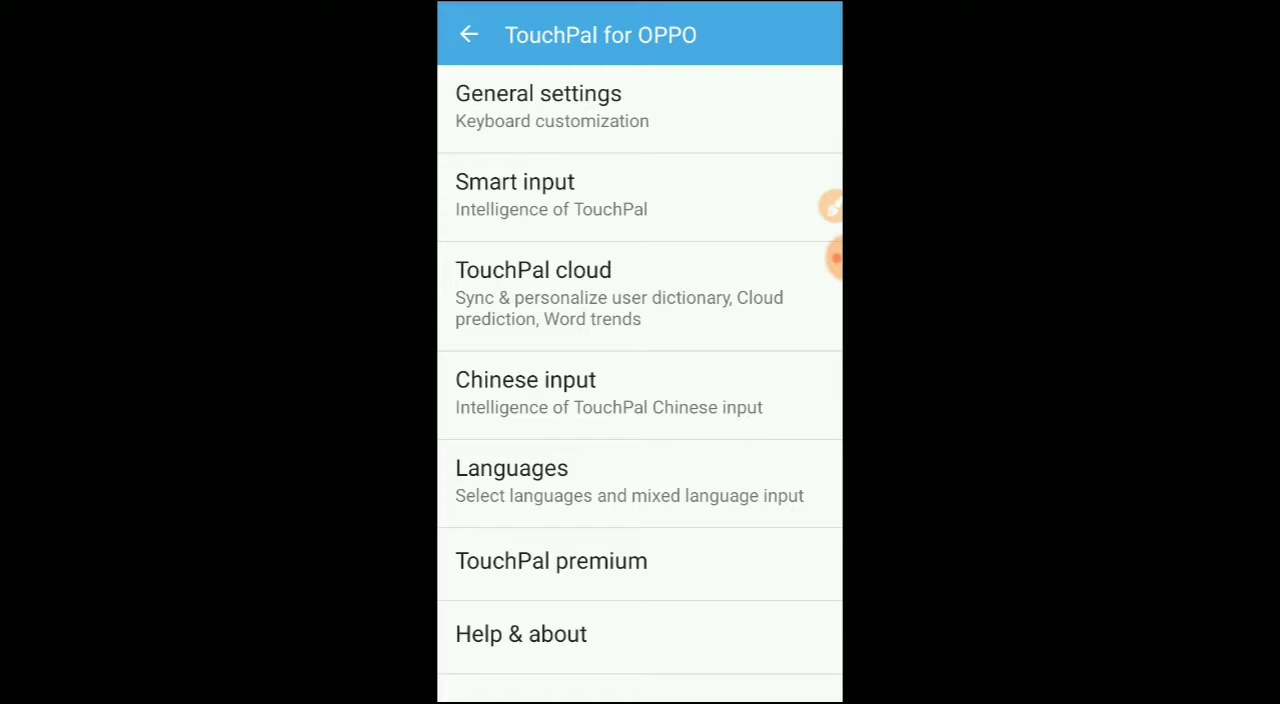 TouchPal for OPPO
General settings
Keyboard customization
Smart input
Intelligence of TouchPal
TouchPal cloud
Sync & personalize user dictionary, Cloud
prediction, Word trends
Chinese input
Intelligence of TouchPal Chinese input
Languages
Select languages and mixed language input
TouchPal premium
Help & about